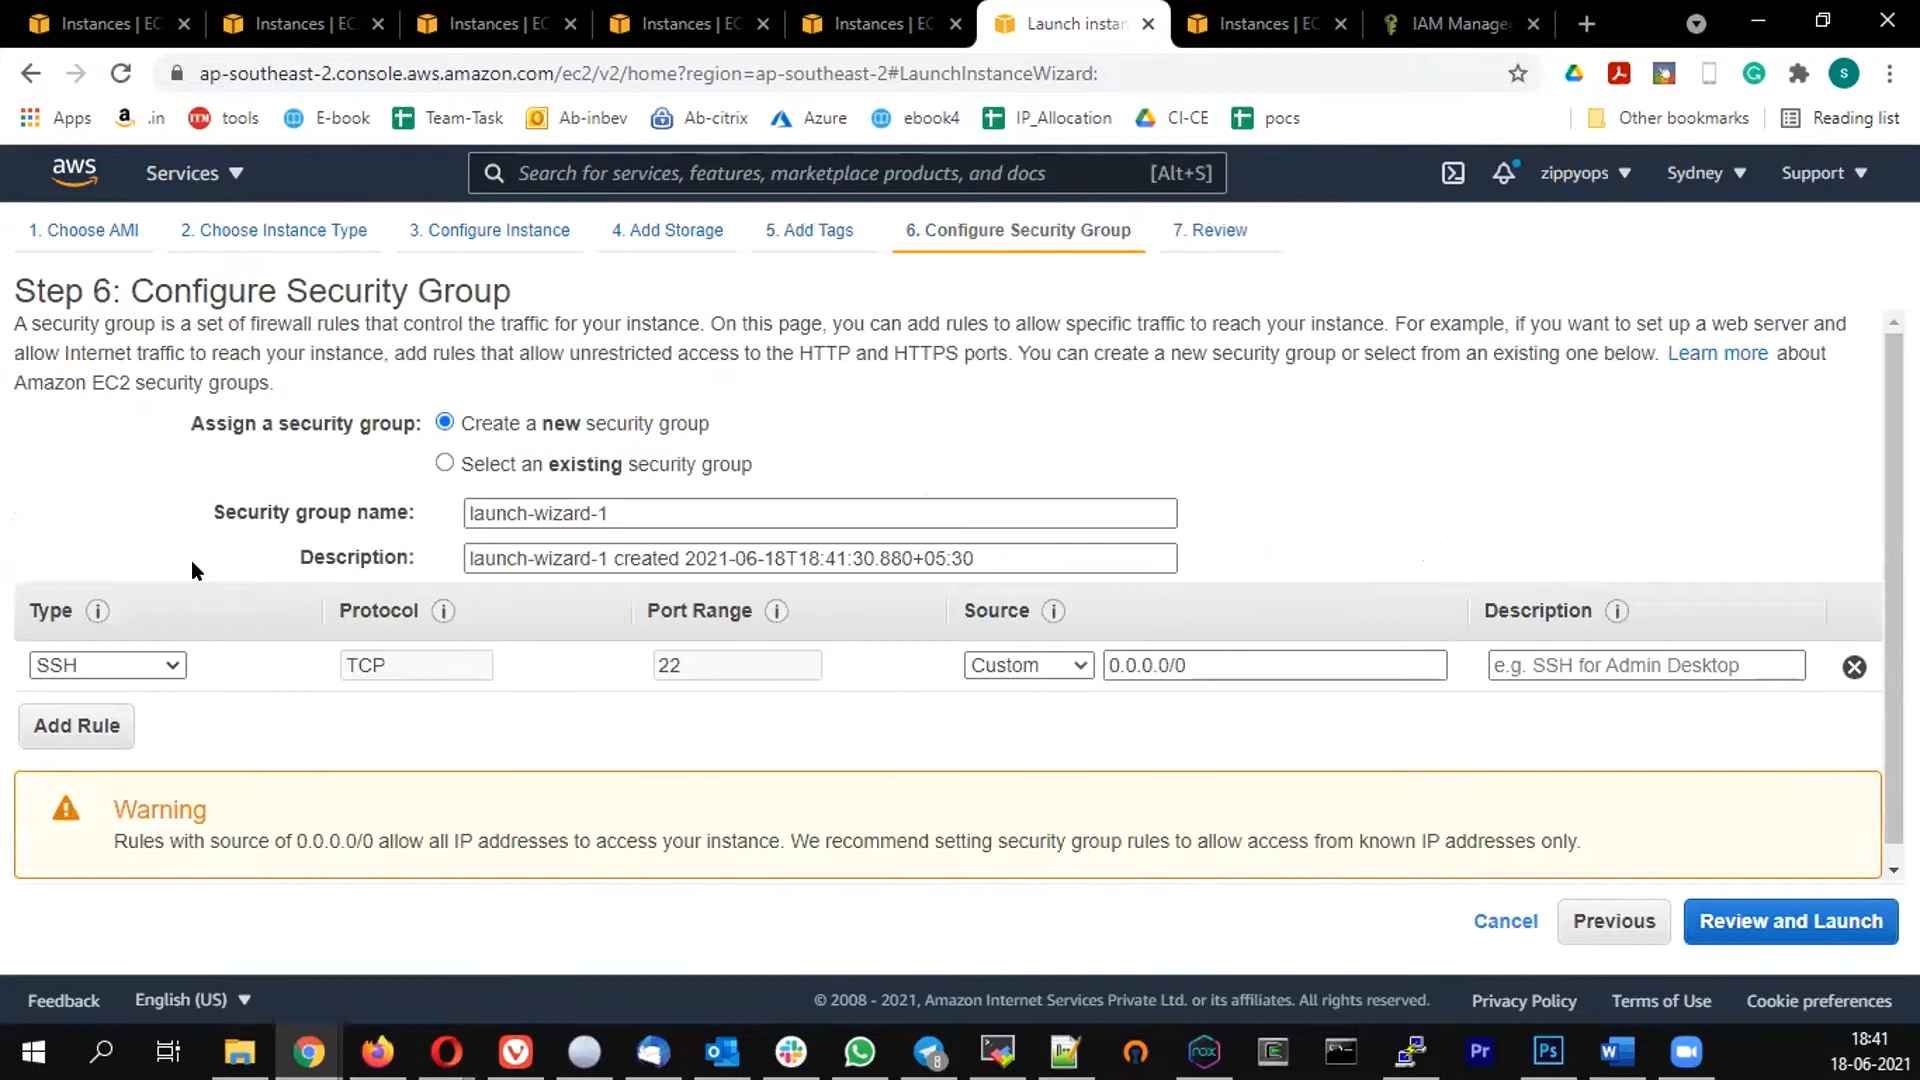 Instances | EC
Instances | EC
Instances | EC
Instances | EC
Instances | EC
Launch instan
Instances | EC
IAM Manage
ap-southeast-2.console.aws.amazon.com/ec2/v2/home?region=ap-southeast-2#LaunchInstanceWizard:
S
Apps
a .in
ITM tools
E-book
Team-Task
Ab-inbev
Ab-citrix
Azure
ebook4
IP_Allocation
CI-CE
pocs
Other bookmarks
Reading list
aws
Services
Search for services, features, marketplace products, and docs
[Alt+S]
zippyops
Sydney
Support
1. Choose AMI
2. Choose Instance Type
3. Configure Instance
4. Add Storage
5. Add Tags
6. Configure Security Group
7. Review
Step 6: Configure Security Group
A security group is a set of firewall rules that control the traffic for your instance. On this page, you can add rules to allow specific traffic to reach your instance. For example, if you want to set up a web server and
allow Internet traffic to reach your instance, add rules that allow unrestricted access to the HTTP and HTTPS ports. You can create a new security group or select from an existing one below. Learn more about
Amazon EC2 security groups.
Assign a security group:
Create a new security group
Select an existing security group
Security group name:
launch-wizard-1
Description:
launch-wizard-1 created 2021-06-18T18:41:30.880+05:30
Type
Protocol
Port Range
Source
Description
SSH
TCP
22
Custom
0.0.0.0/0
e.g. SSH for Admin Desktop
Add Rule
Warning
Rules with source of 0.0.0.0/0 allow all IP addresses to access your instance. We recommend setting security group rules to allow access from known IP addresses only.
Cancel
Previous
Review and Launch
Feedback
English (US)
© 2008 - 2021, Amazon Internet Services Private Ltd. or its affiliates. All rights reserved.
Privacy Policy
Terms of Use
Cookie preferences
8
nox
Pr
Ps
W
18:41
18-06-2021